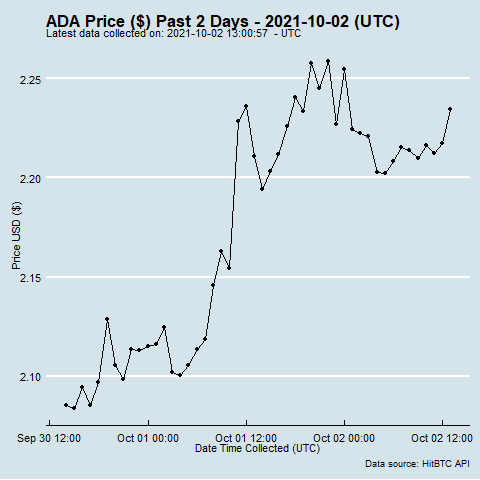 ADA Price ($) Past 2 Days - 2021-10-02 (UTC)
Latest data collected on: 2021-10-02 13:00:57 - UTC
2.25
2.20
2.15
2.10
Price USD ($)
Sep 30 12:00
Oct 01 00:00
Oct 01 12:00
Oct 02 00:00
Oct 02 12:00
Date Time Collected (UTC)
Data source: HitBTC API